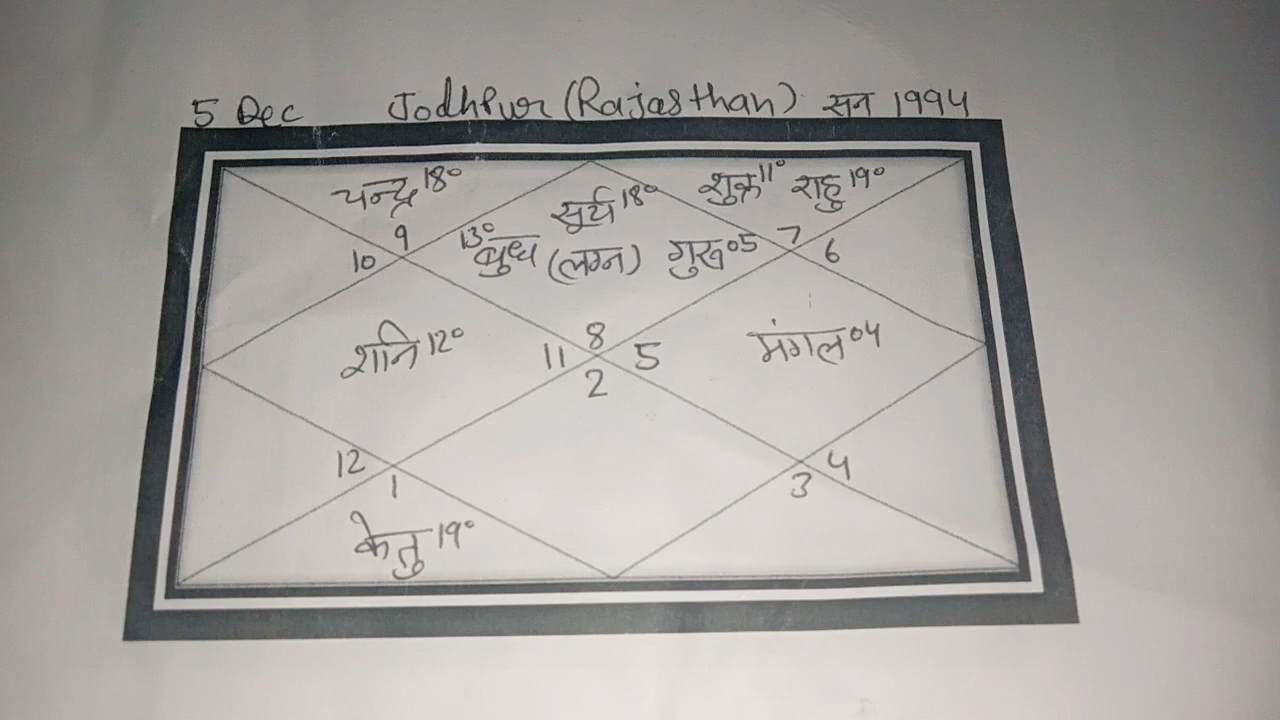 5 Dec Jodhpur (Rajasthan) सन 1994
चन्द्र 18° सूर्य 18° शुक्र 11° राहु 19°
9 13° बुध (लग्न) गुरु 05 7
10 6
शनि 12° 11 8 5 मंगल 04
2
12 4
1 3
केतु 19°